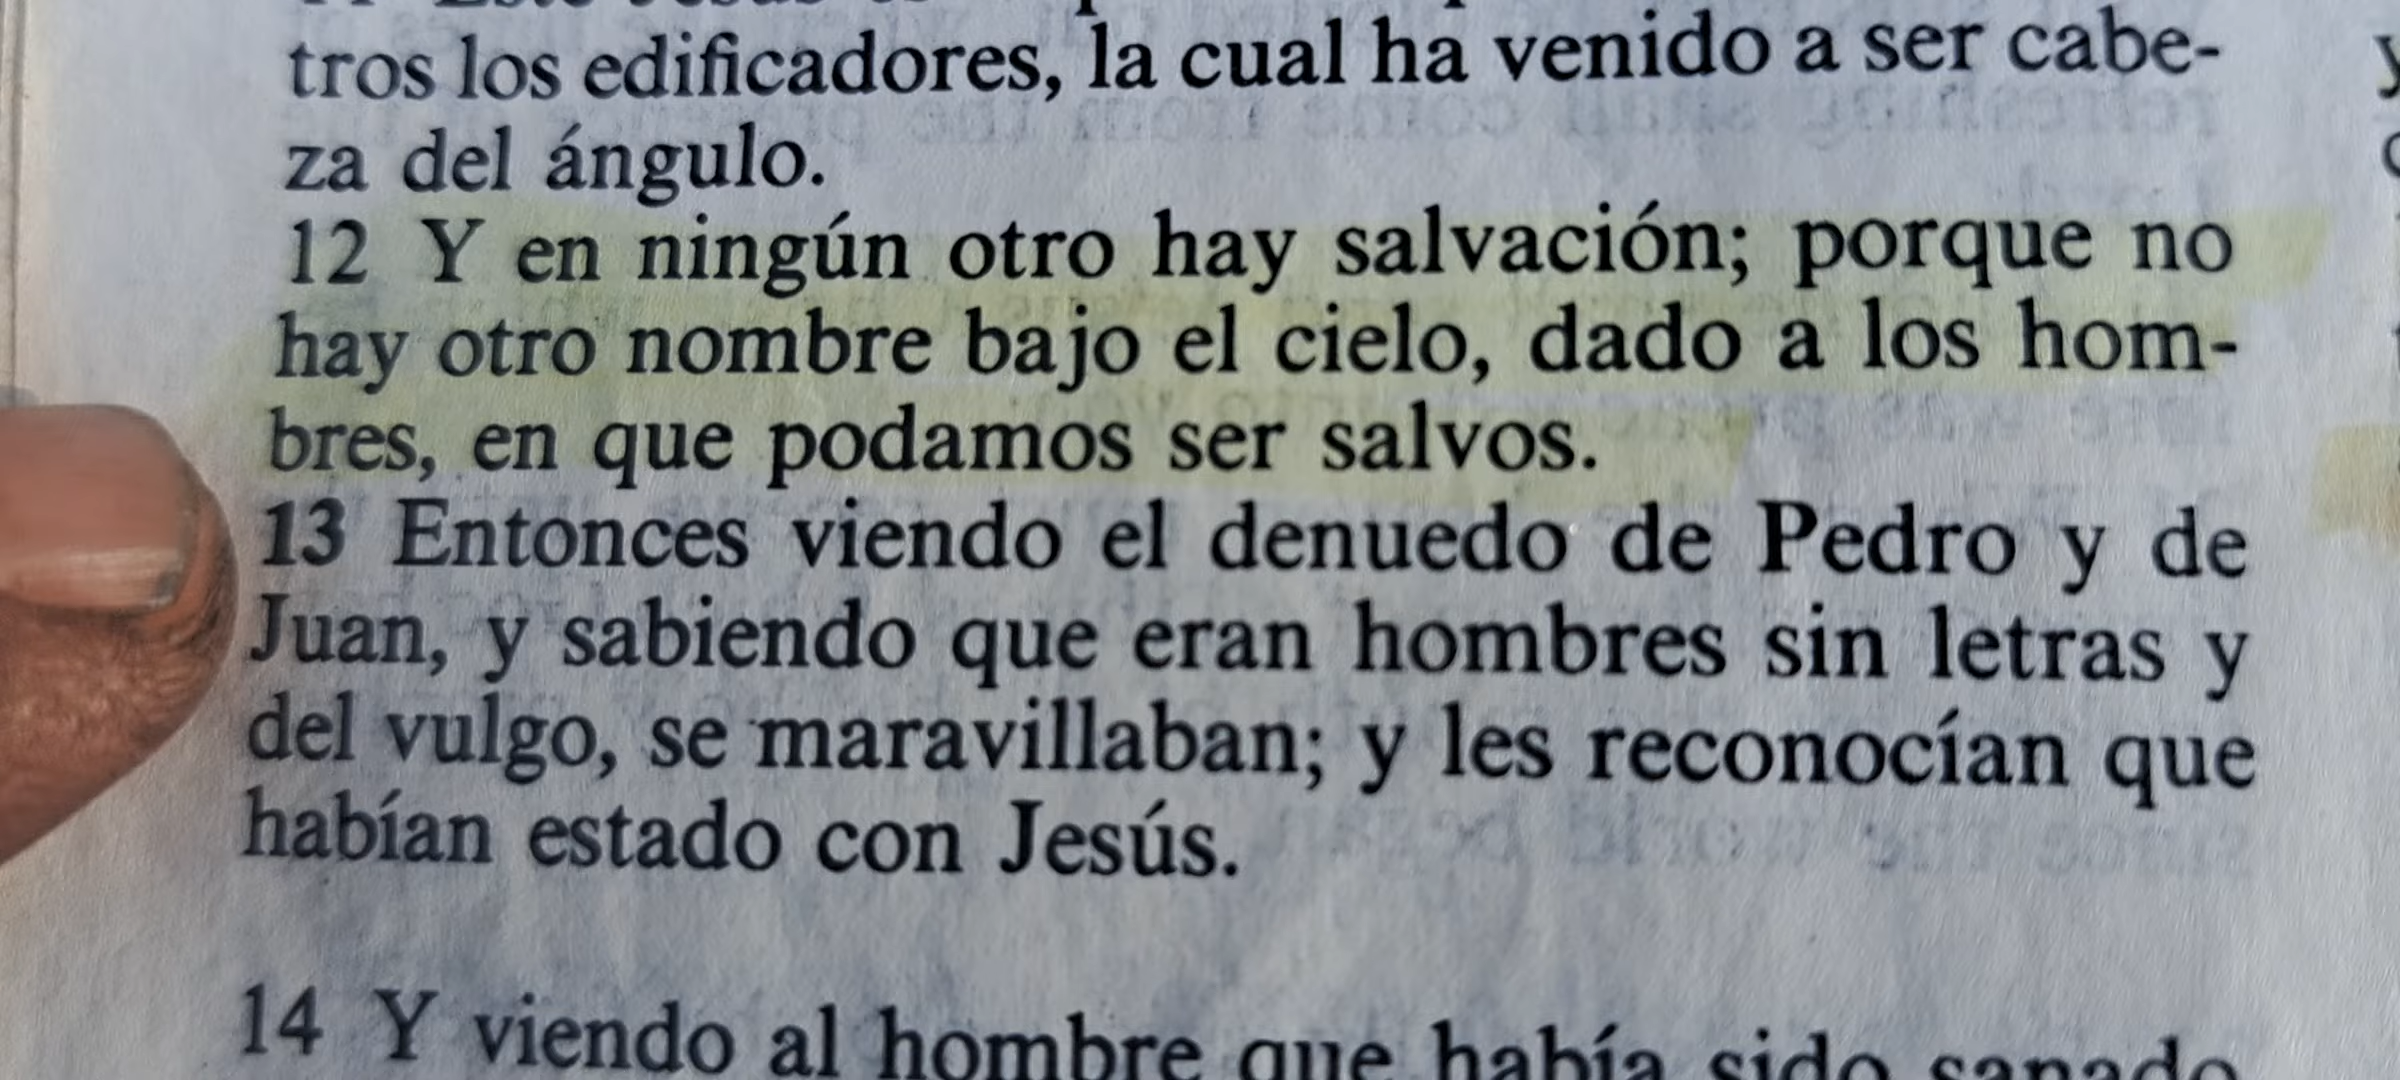 tros los edificadores, la cual ha venido a ser cabe-
za del ángulo.
12 Y en ningún otro hay salvación; porque no
hay otro nombre bajo el cielo, dado a los hom-
bres, en que podamos ser salvos.
13 Entonces viendo el denuedo de Pedro y de
Juan, y sabiendo que eran hombres sin letras y
del vulgo, se maravillaban; y les reconocían que
habían estado con Jesús.
14 Y viendo al hombre que había sido sanado